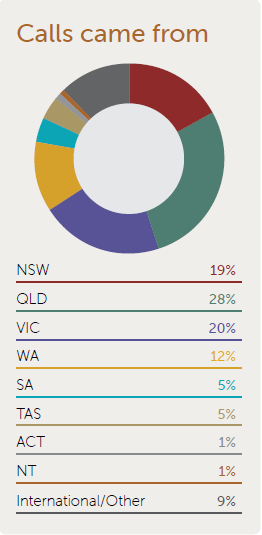 Calls came from
NSW 19%
QLD 28%
VIC 20%
WA 12%
SA 5%
TAS 5%
ACT 1%
NT 1%
International/Other 9%